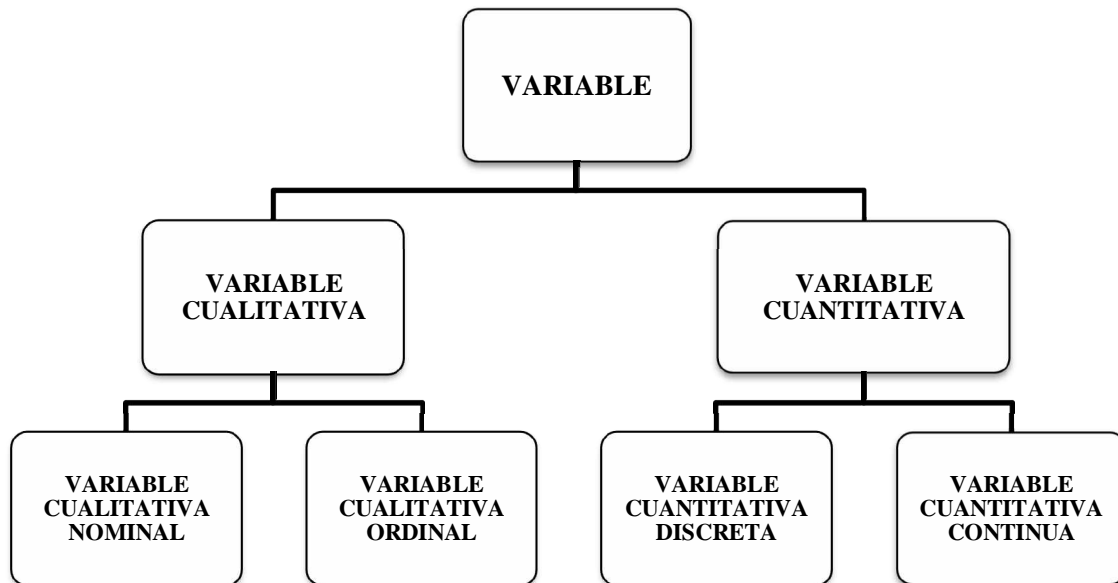 VARIABLE
VARIABLE
CUALITATIVA
VARIABLE
CUANTITATIVA
VARIABLE
CUALITATIVA
NOMINAL
VARIABLE
CUALITATIVA
ORDINAL
VARIABLE
CUANTITATIVA
DISCRETA
VARIABLE
CUANTITATIVA
CONTINUA